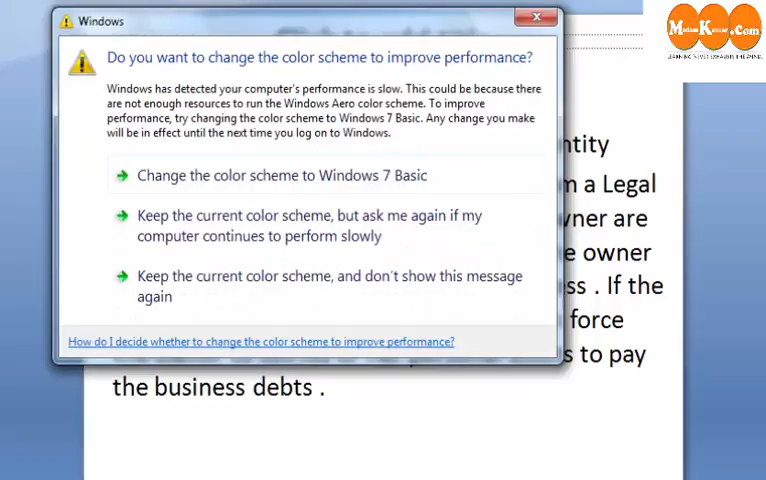 Windows
Do you want to change the color scheme to improve performance?
Windows has detected your computer's performance is slow. This could be because there
are not enough resources to run the Windows Aero color scheme. To improve
performance, try changing the color scheme to Windows 7 Basic. Any change you make
will be in effect until the next time you log on to Windows.
Change the color scheme to Windows 7 Basic
Keep the current color scheme, but ask me again if my
computer continues to perform slowly
Keep the current color scheme, and don't show this message
again
How do I decide whether to change the color scheme to improve performance?
ntity
m a Legal
wner are
e owner
ss . If the
force
s to pay
the business debts .